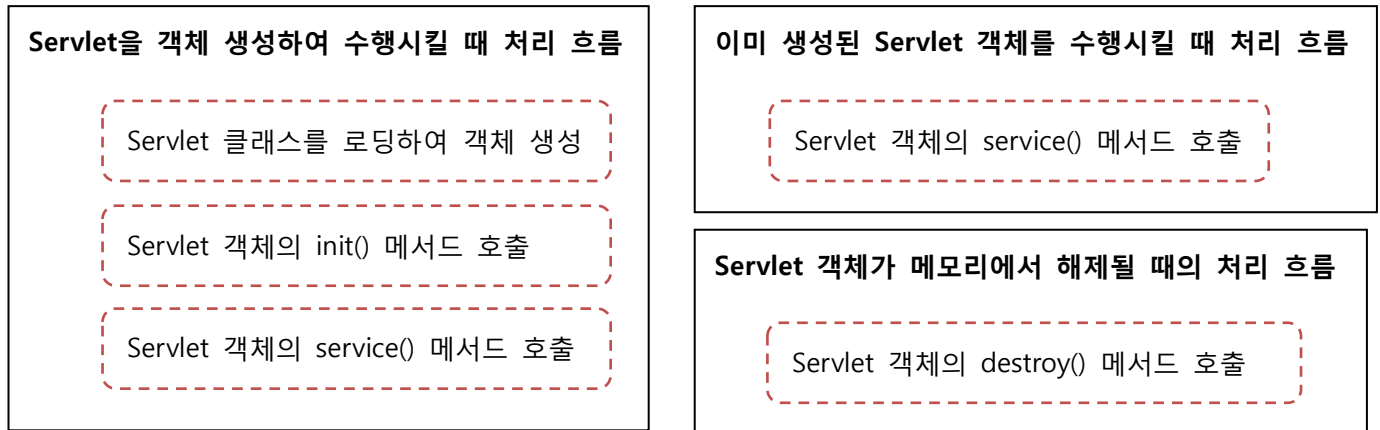 Servlet을 객체 생성하여 수행시킬 때 처리 흐름
Servlet 클래스를 로딩하여 객체 생성
Servlet 객체의 init() 메서드 호출
Servlet 객체의 service() 메서드 호출
이미 생성된 Servlet 객체를 수행시킬 때 처리 흐름
Servlet 객체의 service() 메서드 호출
Servlet 객체가 메모리에서 해제될 때의 처리 흐름
Servlet 객체의 destroy() 메서드 호출